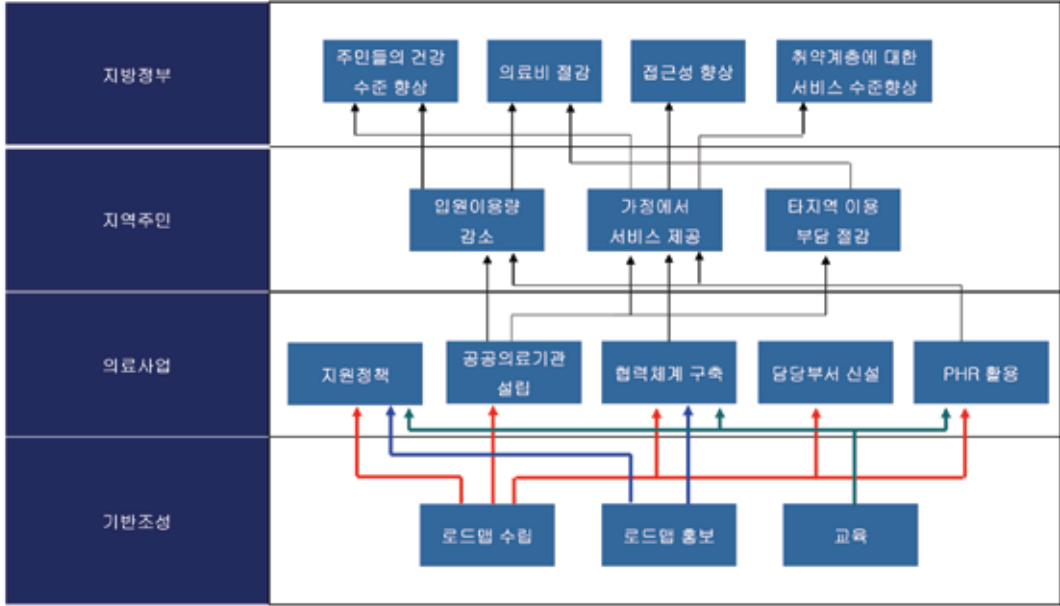 지방정부
주민들의 건강
수준 향상
의료비 절감
접근성 향상
취약계층에 대한
서비스 수준향상
지역주민
입원이용량
감소
가정에서
서비스 제공
타지역 이용
부담 절감
의료사업
지원정책
공공의료기관
설립
협력체계 구축
담당부서 신설
PHR 활용
기반조성
로드맵 수립
로드맵 홍보
교육